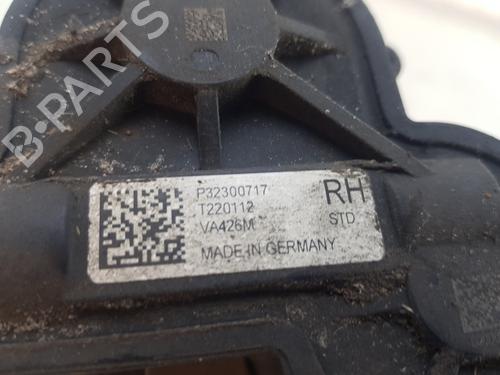 B-PARTS
P32300717 RH
T220112
VA426M STD
MADE IN GERMANY